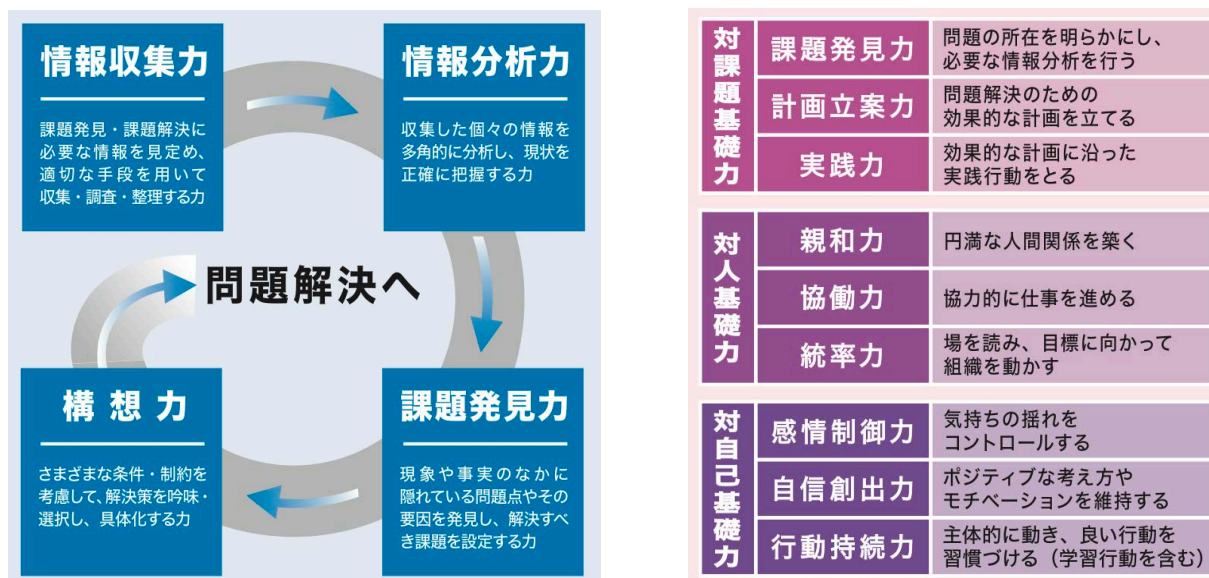 情報収集力
課題発見・課題解決に
必要な情報を見定め、
適切な手段を用いて
収集・調査・整理する力
情報分析力
収集した個々の情報を
多角的に分析し、現状を
正確に把握する力
課題発見力
現象や事実のなかに
隠れている問題点やその
要因を発見し、解決すべ
き課題を設定する力
構想力
さまざまな条件・制約を
考慮して、解決策を吟味・
選択し、具体化する力
問題解決へ
対課題基礎力
課題発見力
問題の所在を明らかにし、
必要な情報分析を行う
計画立案力
問題解決のための
効果的な計画を立てる
実践力
効果的な計画に沿った
実践行動をとる
対人基礎力
親和力
円満な人間関係を築く
協働力
協力的に仕事を進める
統率力
場を読み、目標に向かって
組織を動かす
対自己基礎力
感情制御力
気持ちの揺れを
コントロールする
自信創出力
ポジティブな考え方や
モチベーションを維持する
行動持続力
主体的に動き、良い行動を
習慣づける（学習行動を含む）